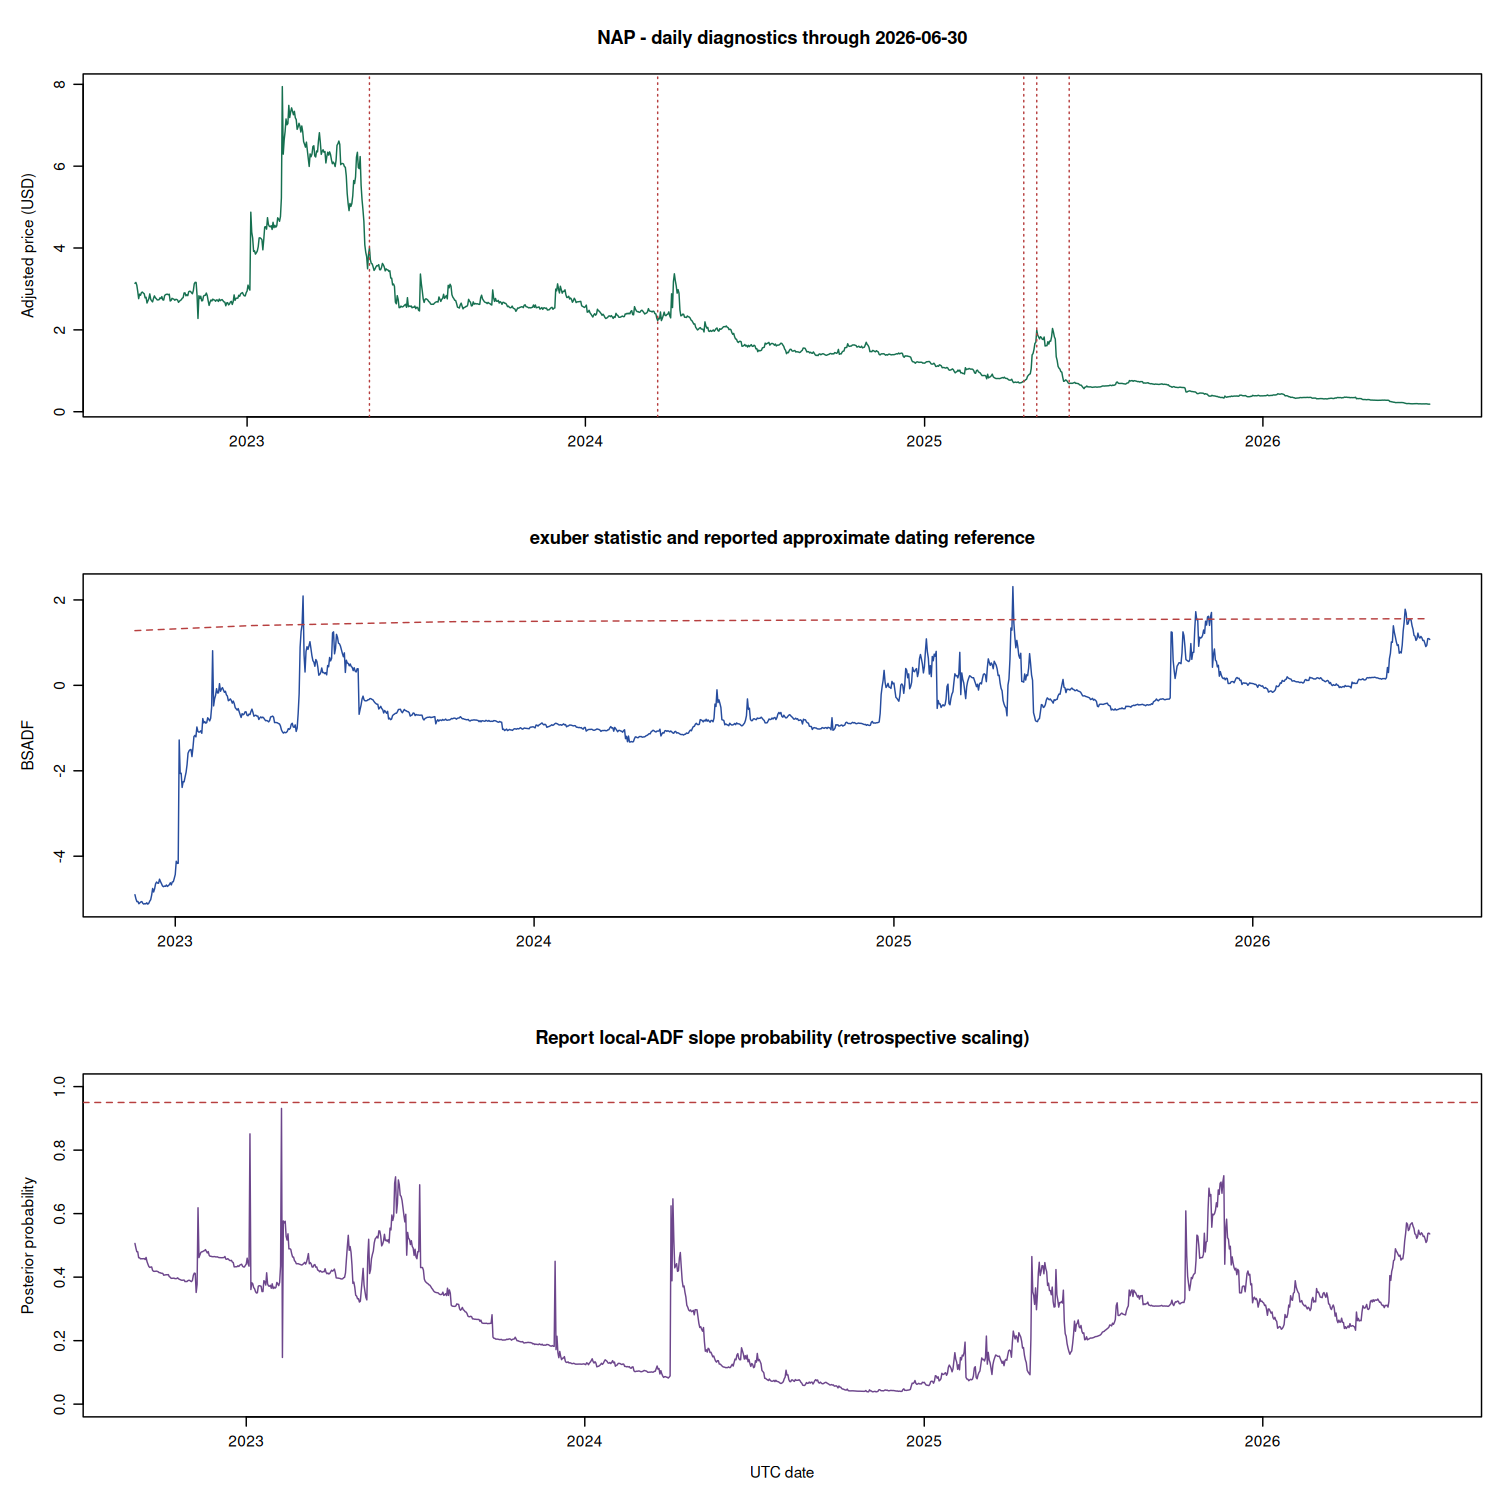 NAP - daily diagnostics through 2026-06-30
Adjusted price (USD)
8
6
4
2
0
2023 2024 2025 2026
exuber statistic and reported approximate dating reference
BSADF
2
0
-2
-4
2023 2024 2025 2026
Report local-ADF slope probability (retrospective scaling)
Posterior probability
1.0
0.8
0.6
0.4
0.2
0.0
2023 2024 2025 2026
UTC date